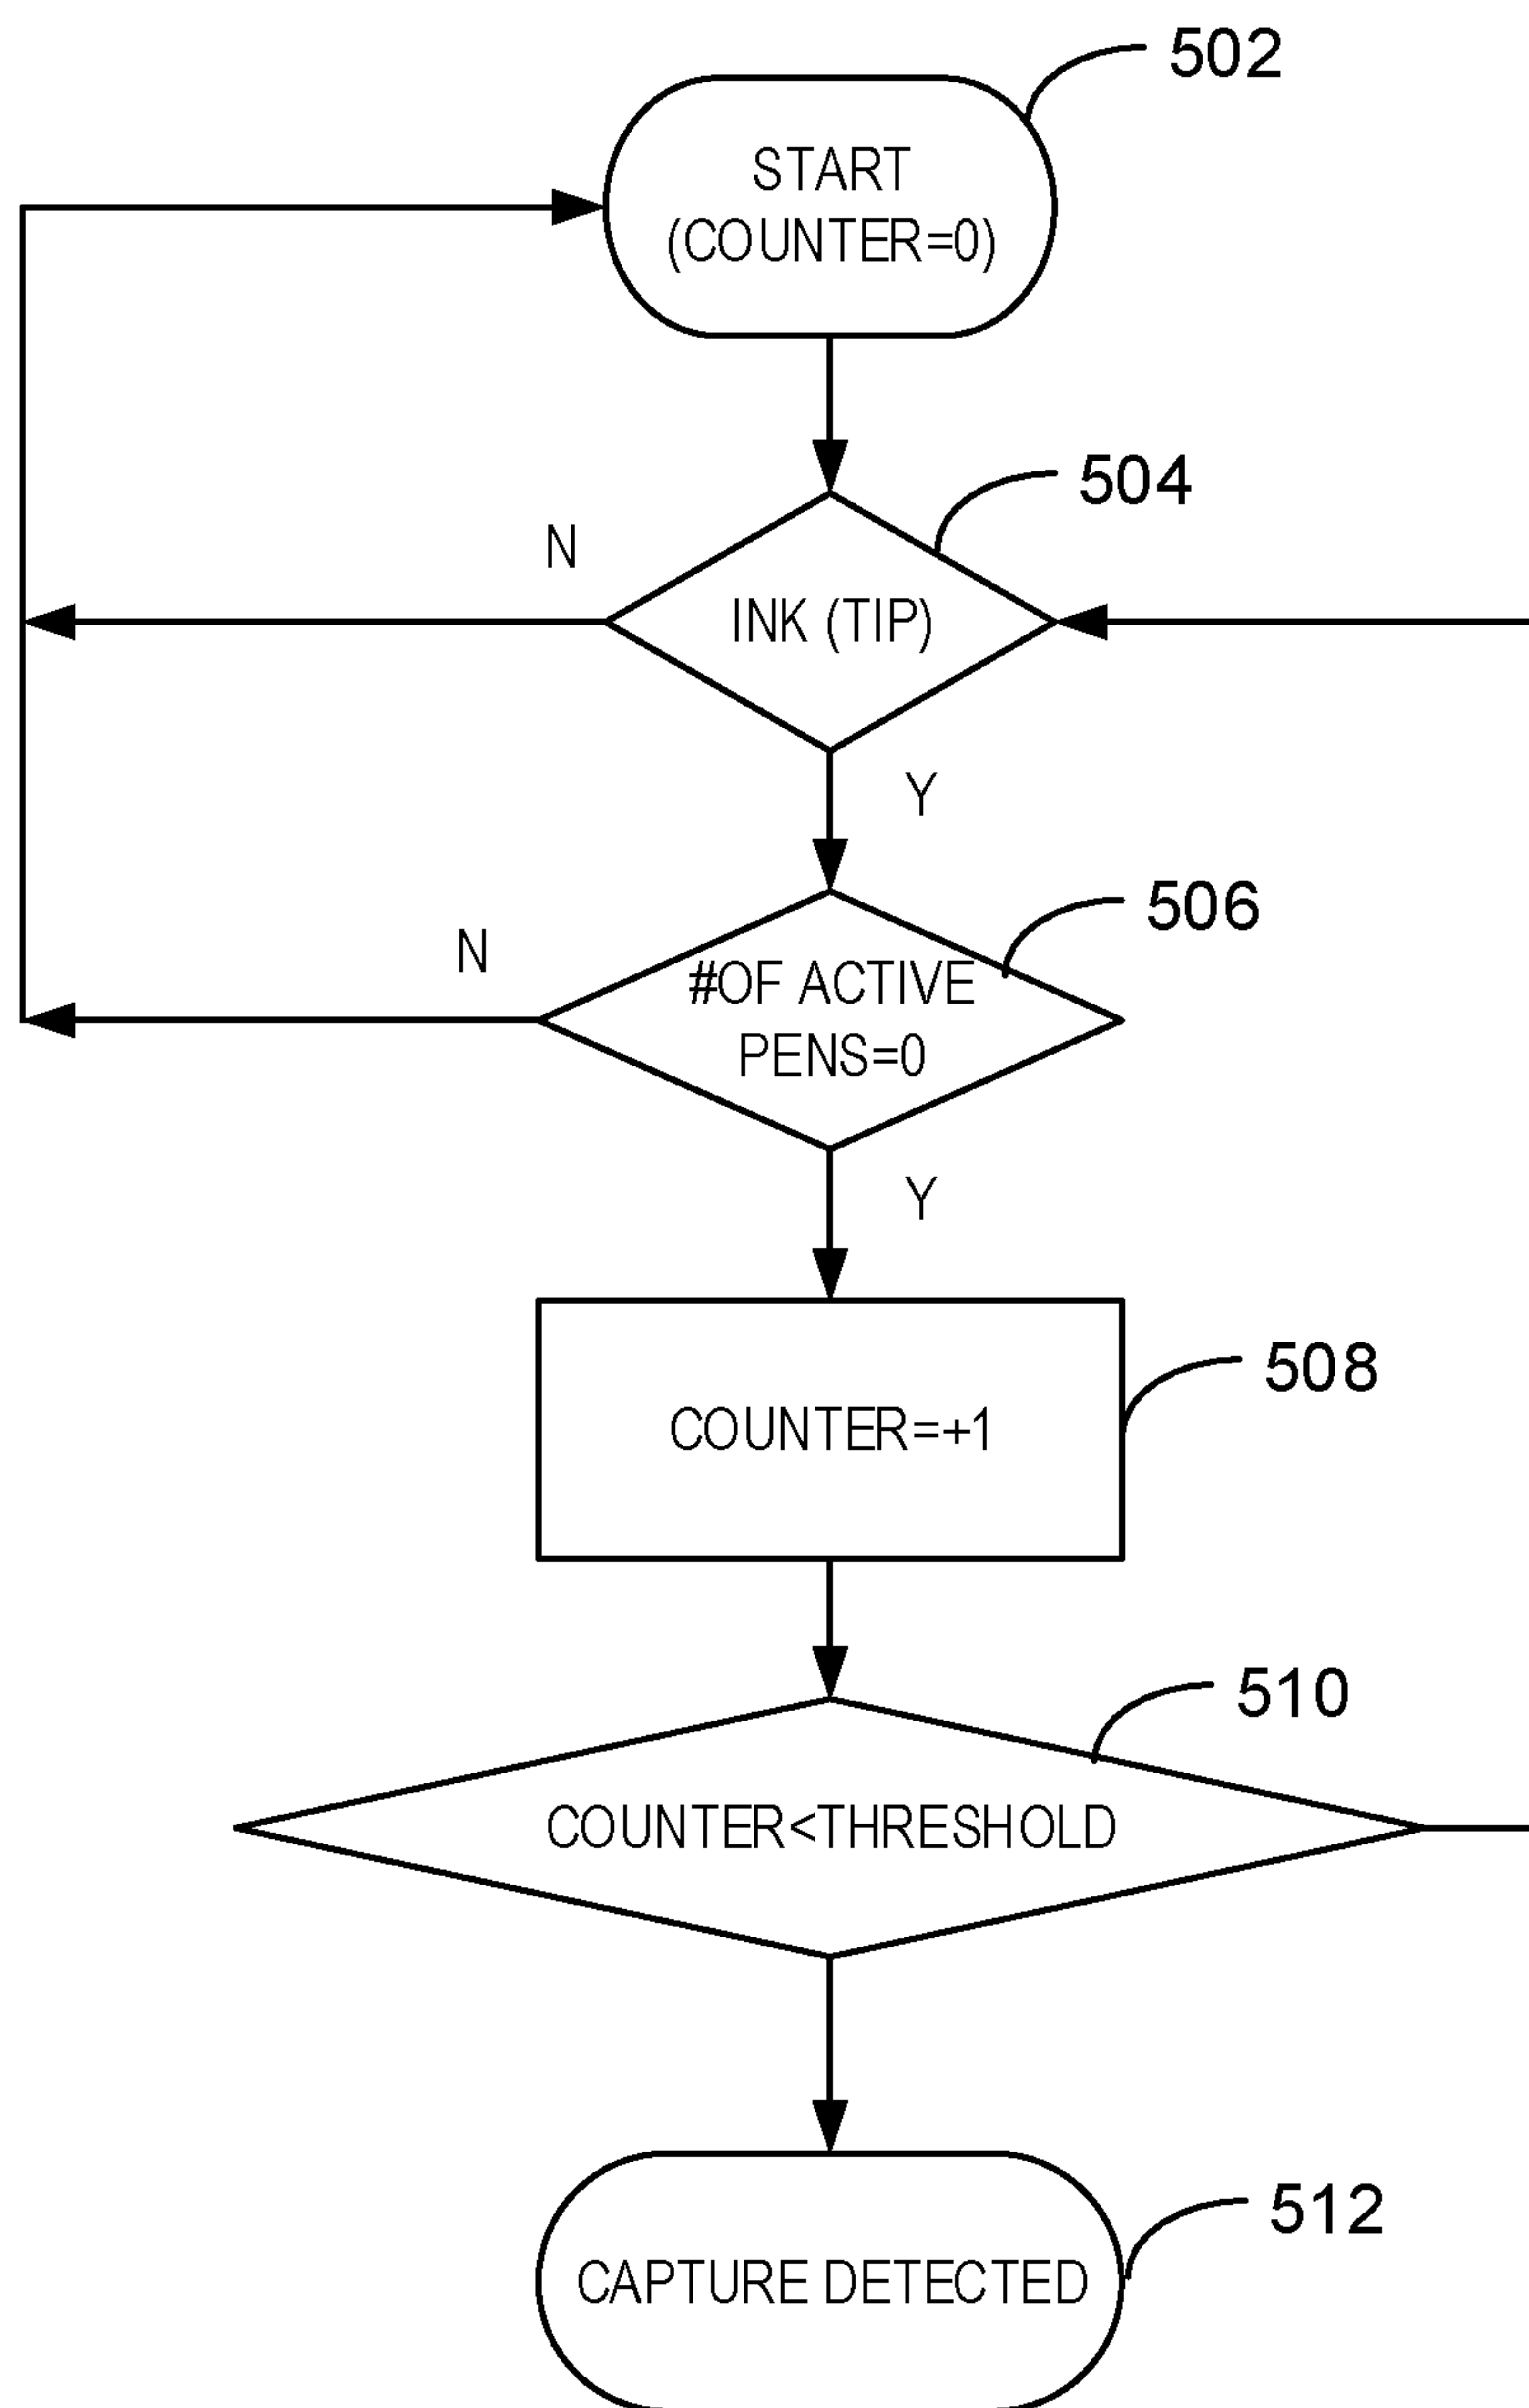 502
START
(COUNTER=0)
504
N
INK (TIP)
Y
506
N
#OF ACTIVE
PENS=0
Y
508
COUNTER=+1
510
COUNTER<THRESHOLD
512
CAPTURE DETECTED